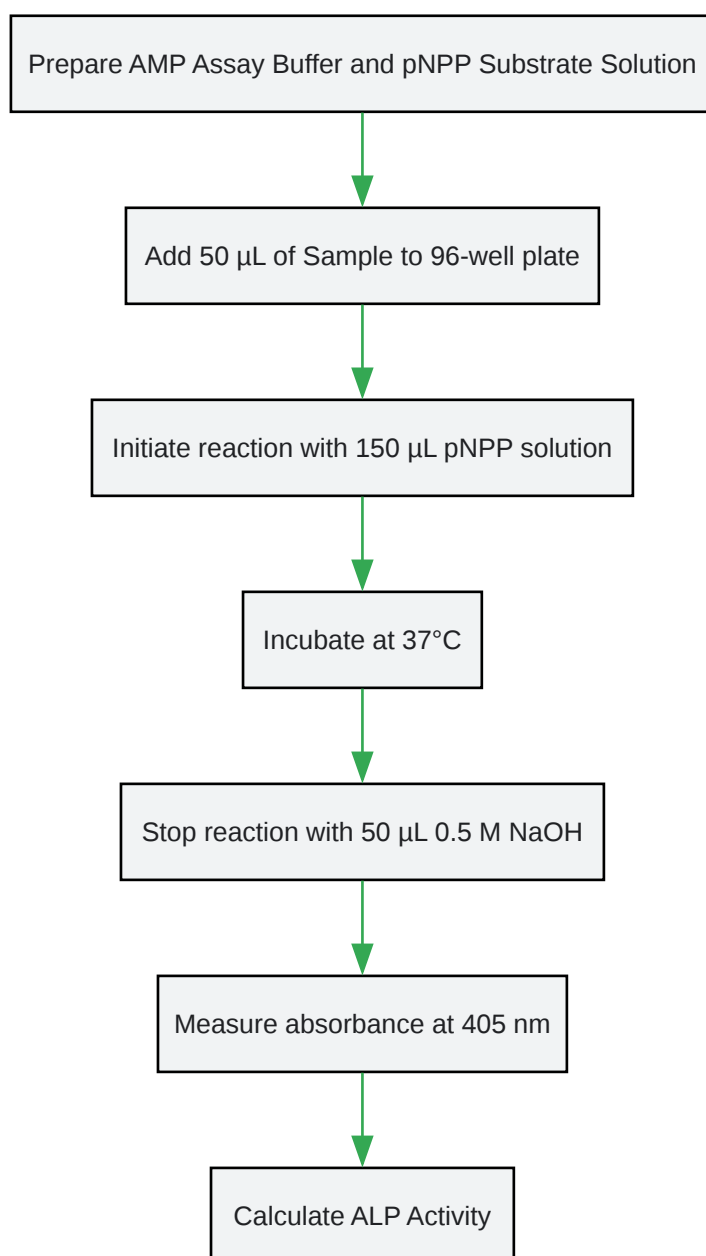 Prepare AMP Assay Buffer and pNPP Substrate Solution
Add 50 µL of Sample to 96-well plate
Initiate reaction with 150 µL pNPP solution
Incubate at 37°C
Stop reaction with 50 µL 0.5 M NaOH
Measure absorbance at 405 nm
Calculate ALP Activity